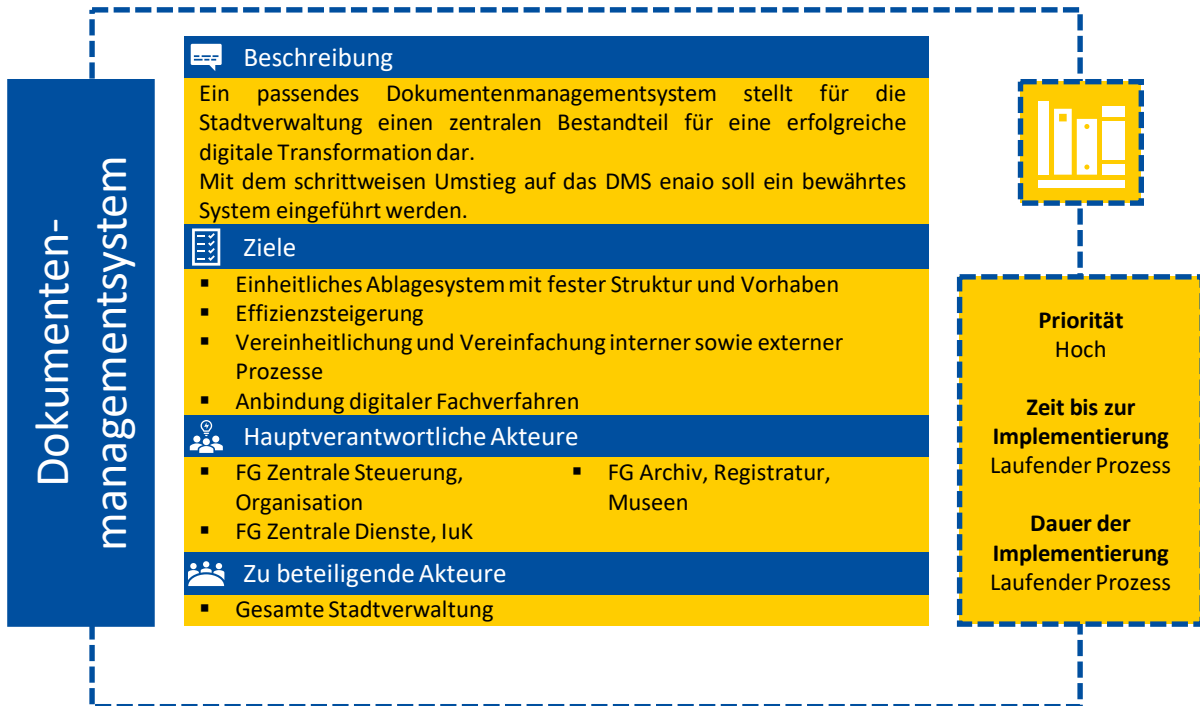 Dokumenten-
managementsystem
Beschreibung
Ein passendes Dokumentenmanagementsystem stellt für die
Stadtverwaltung einen zentralen Bestandteil für eine erfolgreiche
digitale Transformation dar.
Mit dem schrittweisen Umstieg auf das DMS enaio soll ein bewährtes
System eingeführt werden.
Ziele
▪ Einheitliches Ablagesystem mit fester Struktur und Vorhaben
▪ Effizienzsteigerung
▪ Vereinheitlichung und Vereinfachung interner sowie externer
Prozesse
▪ Anbindung digitaler Fachverfahren
Hauptverantwortliche Akteure
▪ FG Zentrale Steuerung,
Organisation
▪ FG Zentrale Dienste, IuK
▪ FG Archiv, Registratur,
Museen
Zu beteiligende Akteure
▪ Gesamte Stadtverwaltung
Priorität
Hoch
Zeit bis zur
Implementierung
Laufender Prozess
Dauer der
Implementierung
Laufender Prozess